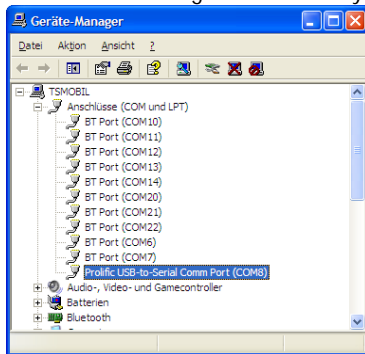 Geräte-Manager
Datei Aktion Ansicht ?
TSMOBIL
Anschlüsse (COM und LPT)
BT Port (COM10)
BT Port (COM11)
BT Port (COM12)
BT Port (COM13)
BT Port (COM14)
BT Port (COM20)
BT Port (COM21)
BT Port (COM22)
BT Port (COM6)
BT Port (COM7)
Prolific USB-to-Serial Comm Port (COM8)
Audio-, Video- und Gamecontroller
Batterien
Bluetooth